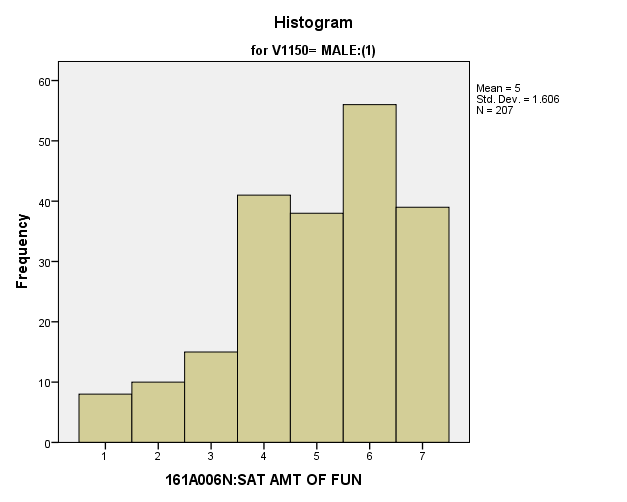 Histogram
for V1150= MALE:(1)
Mean = 5
Std. Dev. = 1.606
N = 207
60
50
40
30
20
10
0
Frequency
1 2 3 4 5 6 7
161A006N:SAT AMT OF FUN